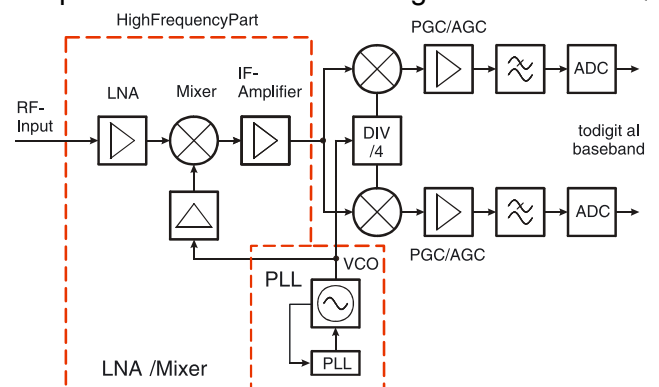 HighFrequencyPart
PGC/AGC
LNA
Mixer
IF-
Amplifier
ADC
RF-
Input
DIV
/4
todigit al
baseband
ADC
PGC/AGC
VCO
PLL
PLL
LNA /Mixer